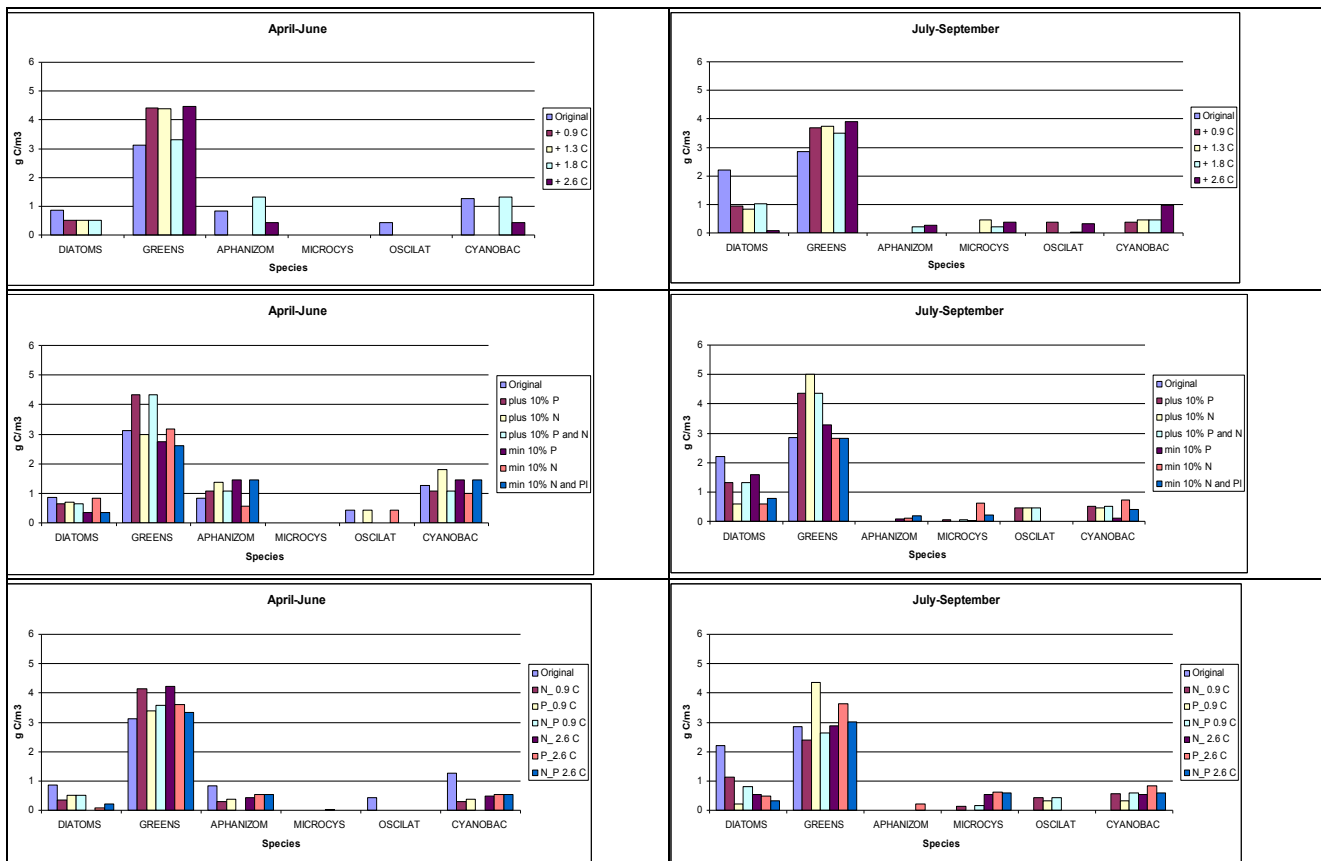 April-June
6
5
4
3
2
1
0
g C/m3
DIATOMS GREENS APHANIZOM MICROCYS OSCILAT CYANOBAC
Species
Original
+ 0.9 C
+ 1.3 C
+ 1.8 C
+ 2.6 C
July-September
6
5
4
3
2
1
0
g C/m3
DIATOMS GREENS APHANIZOM MICROCYS OSCILAT CYANOBAC
Species
Original
+ 0.9 C
+ 1.3 C
+ 1.8 C
+ 2.6 C
April-June
6
5
4
3
2
1
0
g C/m3
DIATOMS GREENS APHANIZOM MICROCYS OSCILAT CYANOBAC
Species
Original
plus 10% P
plus 10% N
plus 10% P and N
min 10% P
min 10% N
min 10% N and Pl
July-September
6
5
4
3
2
1
0
g C/m3
DIATOMS GREENS APHANIZOM MICROCYS OSCILAT CYANOBAC
Species
Original
plus 10% P
plus 10% N
plus 10% P and N
min 10% P
min 10% N
min 10% N and Pl
April-June
6
5
4
3
2
1
0
g C/m3
DIATOMS GREENS APHANIZOM MICROCYS OSCILAT CYANOBAC
Species
Original
N_ 0.9 C
P_0.9 C
N_P 0.9 C
N_ 2.6 C
P_2.6 C
N_P 2.6 C
July-September
6
5
4
3
2
1
0
g C/m3
DIATOMS GREENS APHANIZOM MICROCYS OSCILAT CYANOBAC
Species
Original
N_ 0.9 C
P_0.9 C
N_P 0.9 C
N_ 2.6 C
P_2.6 C
N_P 2.6 C